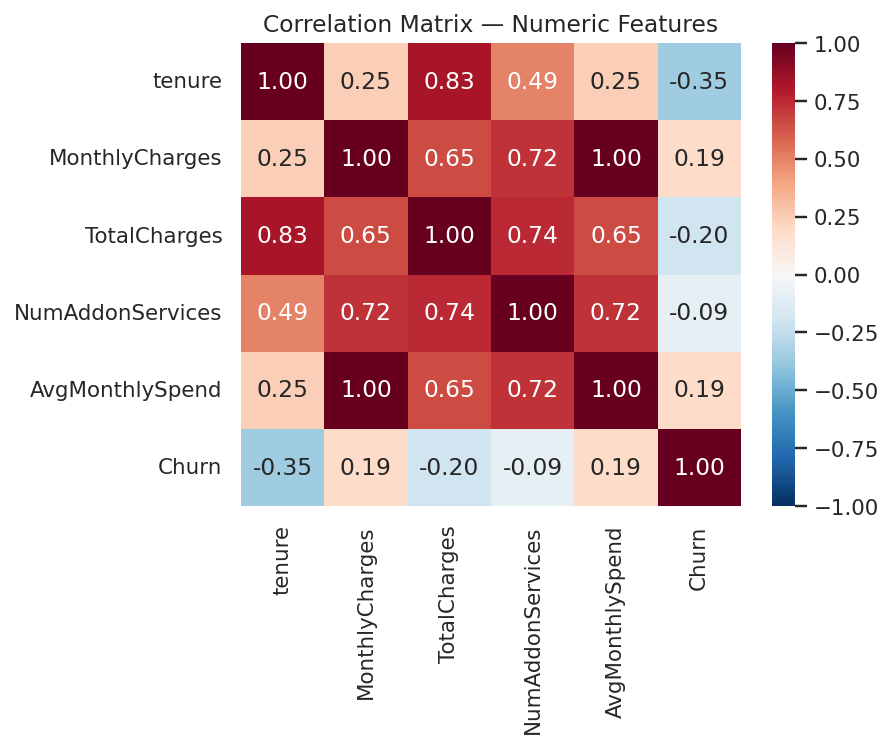 Correlation Matrix — Numeric Features
tenure 1.00 0.25 0.83 0.49 0.25 -0.35
MonthlyCharges 0.25 1.00 0.65 0.72 1.00 0.19
TotalCharges 0.83 0.65 1.00 0.74 0.65 -0.20
NumAddonServices 0.49 0.72 0.74 1.00 0.72 -0.09
AvgMonthlySpend 0.25 1.00 0.65 0.72 1.00 0.19
Churn -0.35 0.19 -0.20 -0.09 0.19 1.00
tenure
MonthlyCharges
TotalCharges
NumAddonServices
AvgMonthlySpend
Churn
1.00
0.75
0.50
0.25
0.00
−0.25
−0.50
−0.75
−1.00